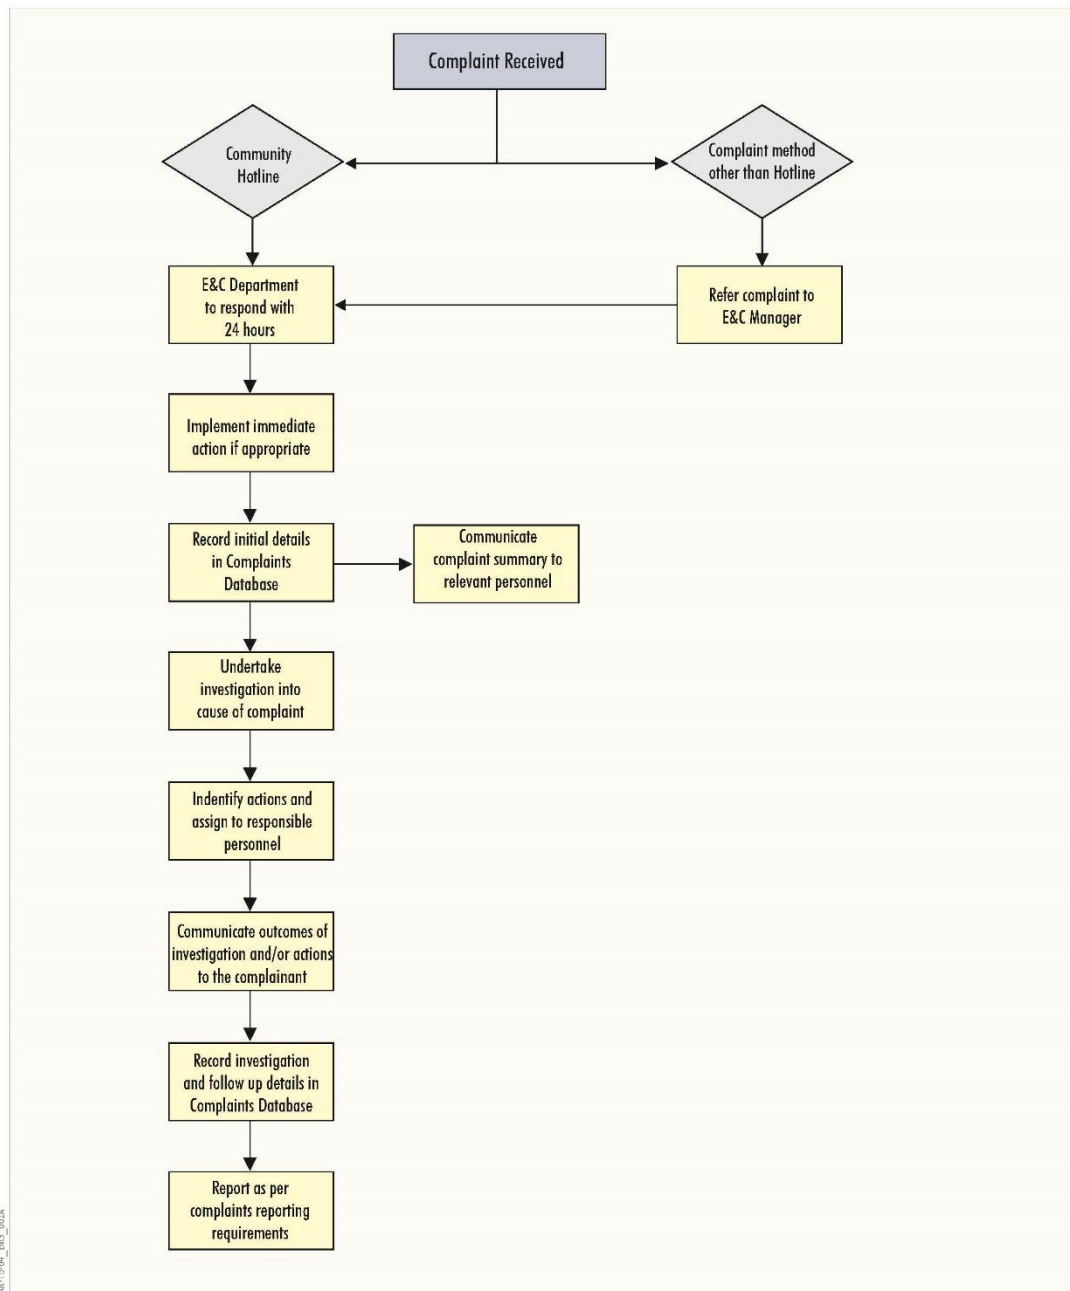 Complaint Received
Community
Hotline
Complaint method
other than Hotline
E&C Department
to respond with
24 hours
Refer complaint to
E&C Manager
Implement immediate
action if appropriate
Record initial details
in Complaints
Database
Communicate
complaint summary to
relevant personnel
Undertake
investigation into
cause of complaint
Indentify actions and
assign to responsible
personnel
Communicate outcomes of
investigation and/or actions
to the complainant
Record investigation
and follow up details in
Complaints Database
Report as per
complaints reporting
requirements